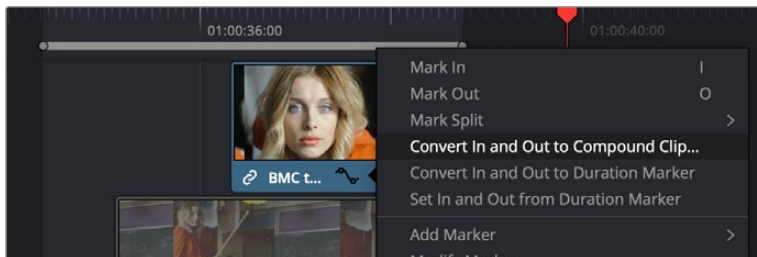 01:00:36:00
01:00:40:00
Mark In I
Mark Out O
Mark Split >
Convert In and Out to Compound Clip...
Convert In and Out to Duration Marker
Set In and Out from Duration Marker
BMC t...
Add Marker >